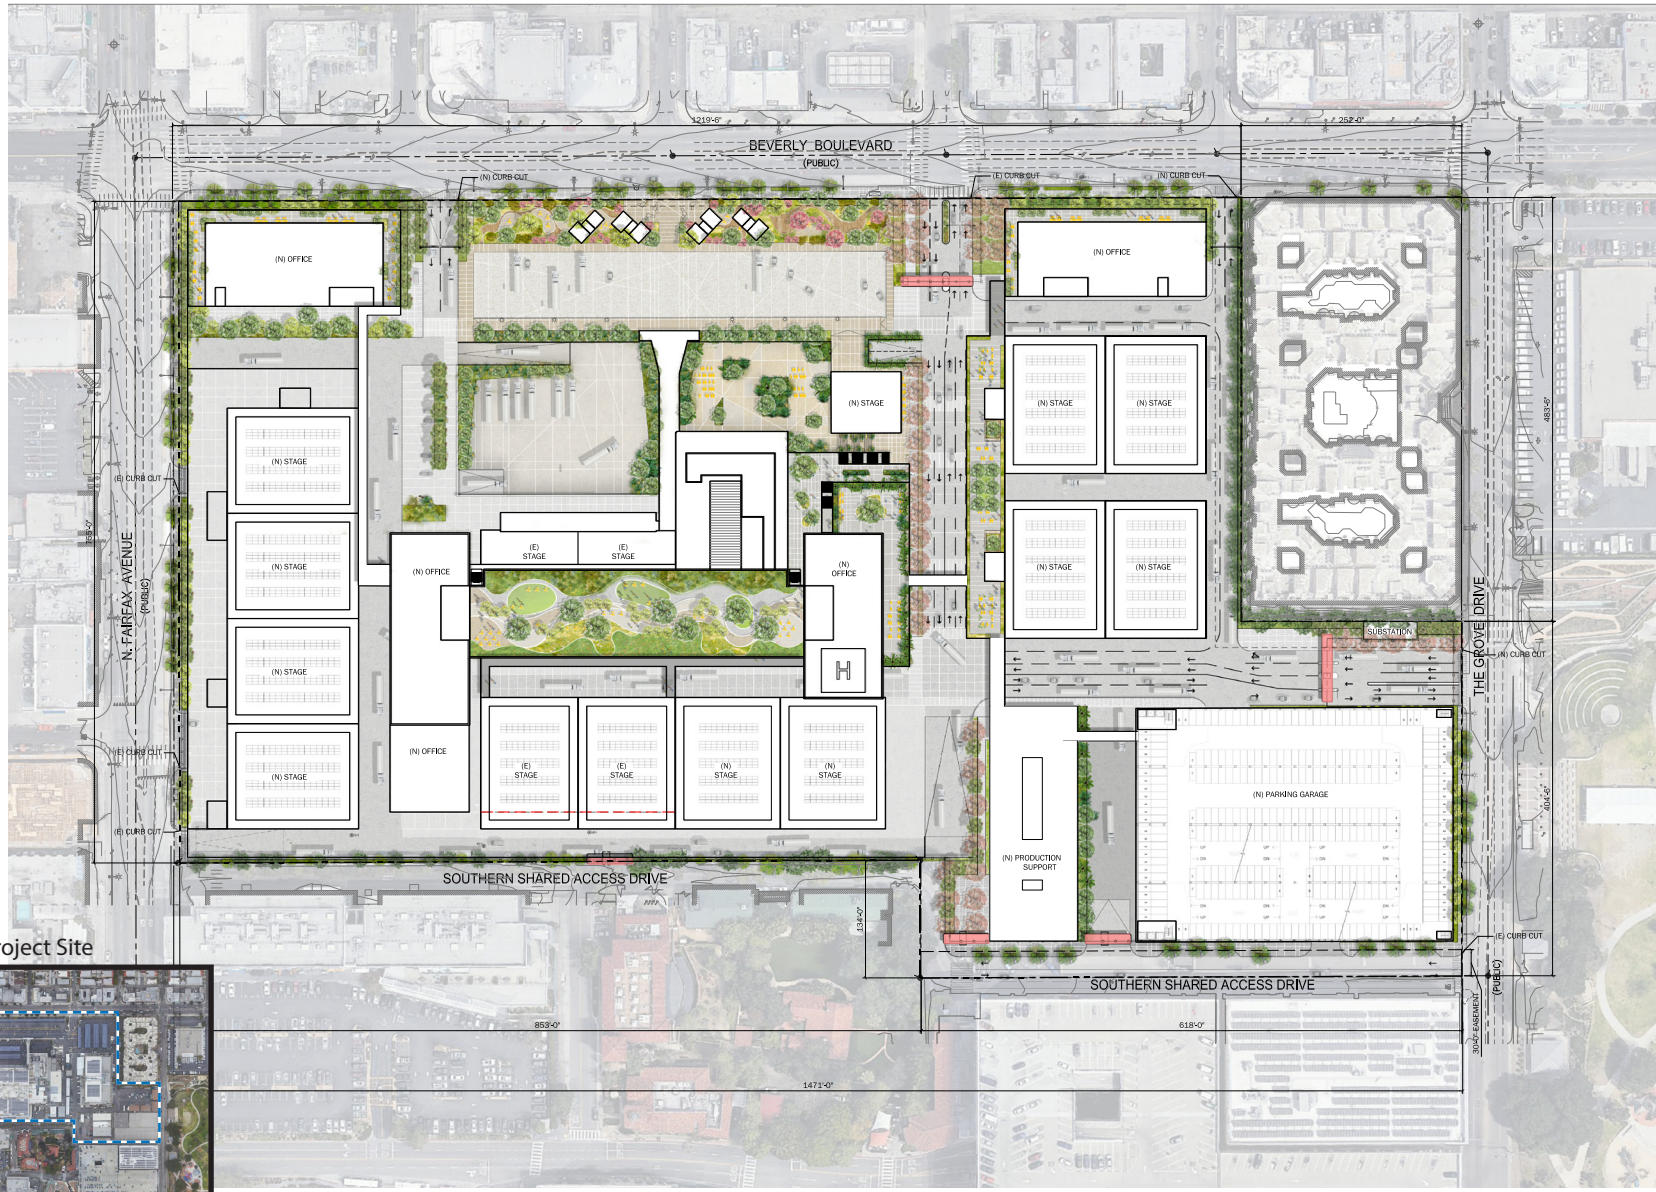 1219'-6"
252'-0"
BEVERLY BOULEVARD
(PUBLIC)
(N) CURB CUT
(E) CURB CUT
(N) CURB CUT
(N) OFFICE
(N) OFFICE
(N) STAGE
(N) STAGE
(N) STAGE
483'-6"
(N) STAGE
(E) CURB CUT
N. FAIRFAX AVENUE
(PUBLIC)
(E)
STAGE
(E)
STAGE
(N) STAGE
(N) OFFICE
(N)
OFFICE
(N) STAGE
(N) STAGE
THE GROVE DRIVE
SUBSTATION
(N) CURB CUT
(N) STAGE
H
(E) CURB CUT
(N) OFFICE
(N) STAGE
(E)
STAGE
(E)
STAGE
(N)
STAGE
(N)
STAGE
(N) PARKING GARAGE
404'-6"
(E) CURB CUT
(N) PRODUCTION
SUPPORT
UP
DN
SOUTHERN SHARED ACCESS DRIVE
134'-0"
(E) CURB CUT
(PUBLIC)
SOUTHERN SHARED ACCESS DRIVE
30'-0" EASEMENT
roject Site
853'-0"
618'-0"
1471'-0"